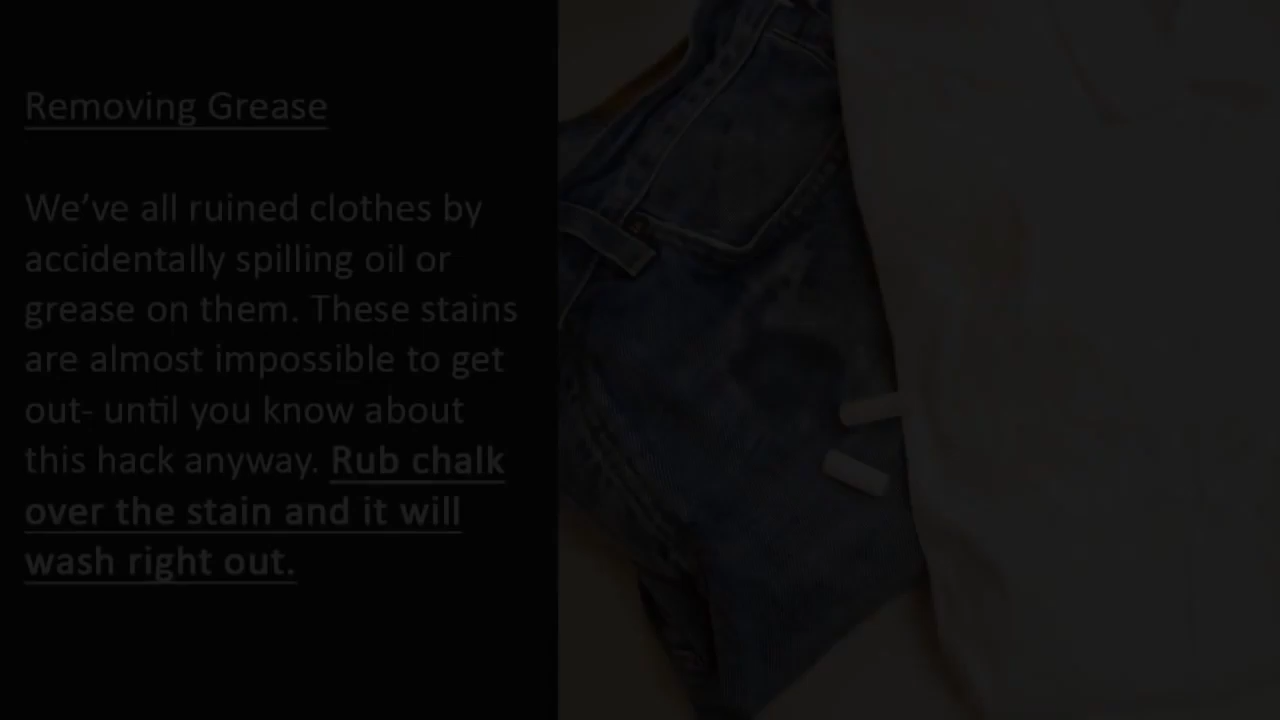 Removing Grease
We’ve all ruined clothes by
accidentally spilling oil or
grease on them. These stains
are almost impossible to get
out- until you know about
this hack anyway. Rub chalk
over the stain and it will
wash right out.